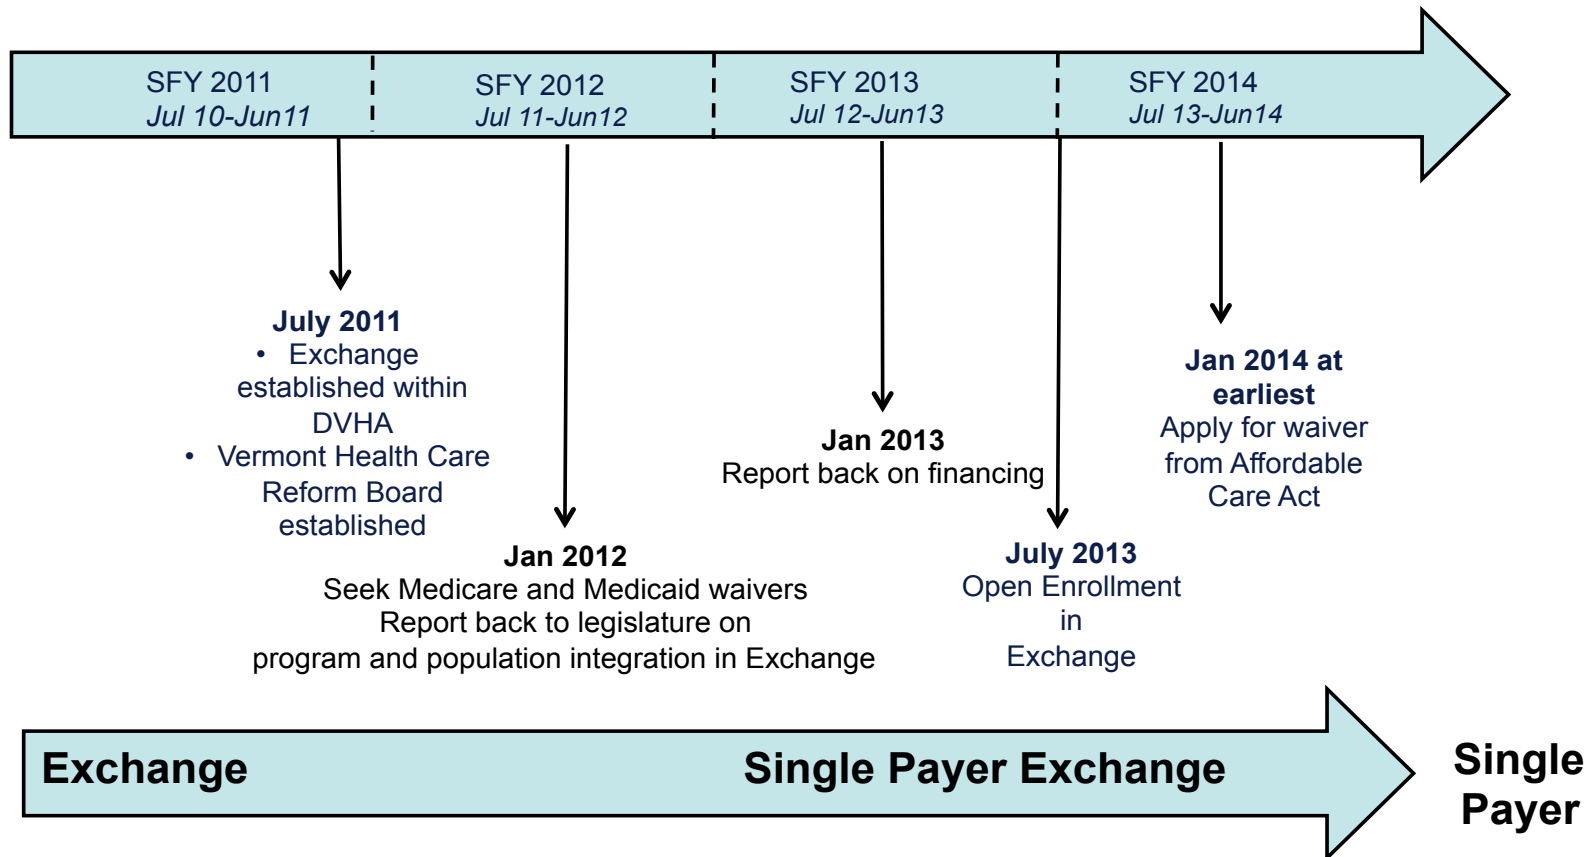 SFY 2011
Jul 10-Jun11
SFY 2012
Jul 11-Jun12
SFY 2013
Jul 12-Jun13
SFY 2014
Jul 13-Jun14
July 2011
• Exchange
established within
DVHA
• Vermont Health Care
Reform Board
established
Jan 2012
Seek Medicare and Medicaid waivers
Report back to legislature on
program and population integration in Exchange
Jan 2013
Report back on financing
July 2013
Open Enrollment
in
Exchange
Jan 2014 at
earliest
Apply for waiver
from Affordable
Care Act
Exchange
Single Payer Exchange
Single
Payer